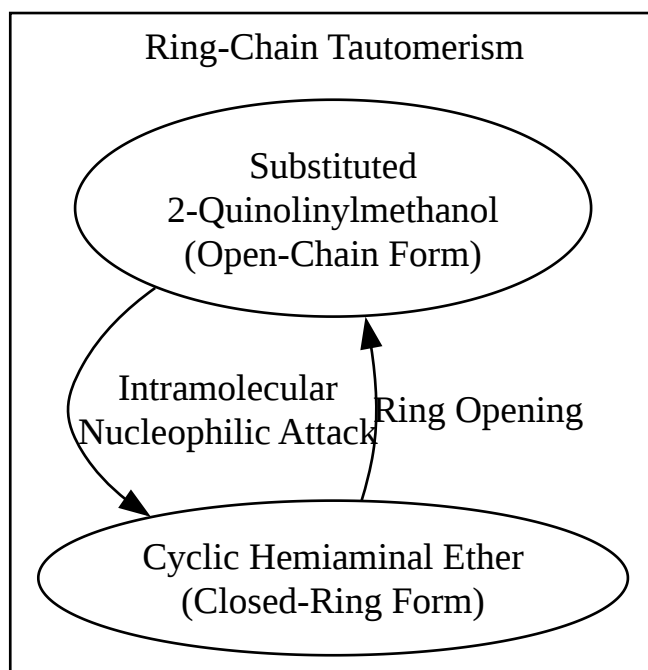 Ring-Chain Tautomerism
Substituted
2-Quinolinylmethanol
(Open-Chain Form)
Intramolecular
Nucleophilic Attack
Ring Opening
Cyclic Hemiaminal Ether
(Closed-Ring Form)